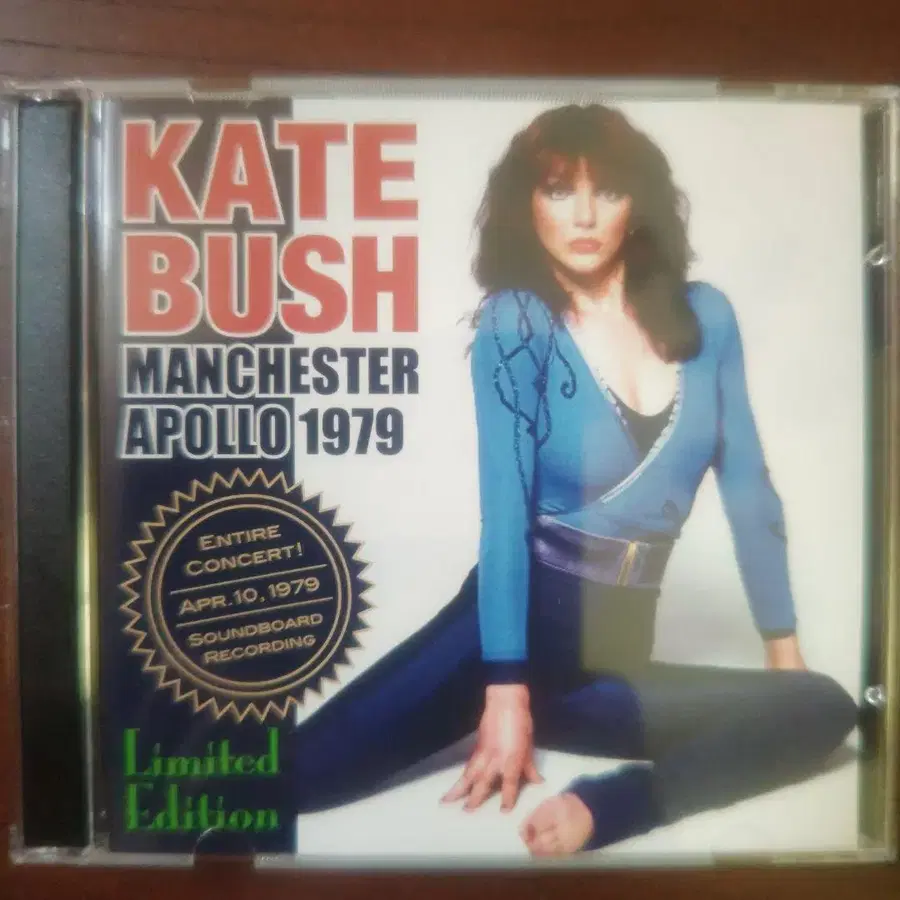 KATE
BUSH
MANCHESTER
APOLLO 1979
ENTIRE
CONCERT!
APR.10,1979
SOUNDBOARD
RECORDING
Limited
Edition